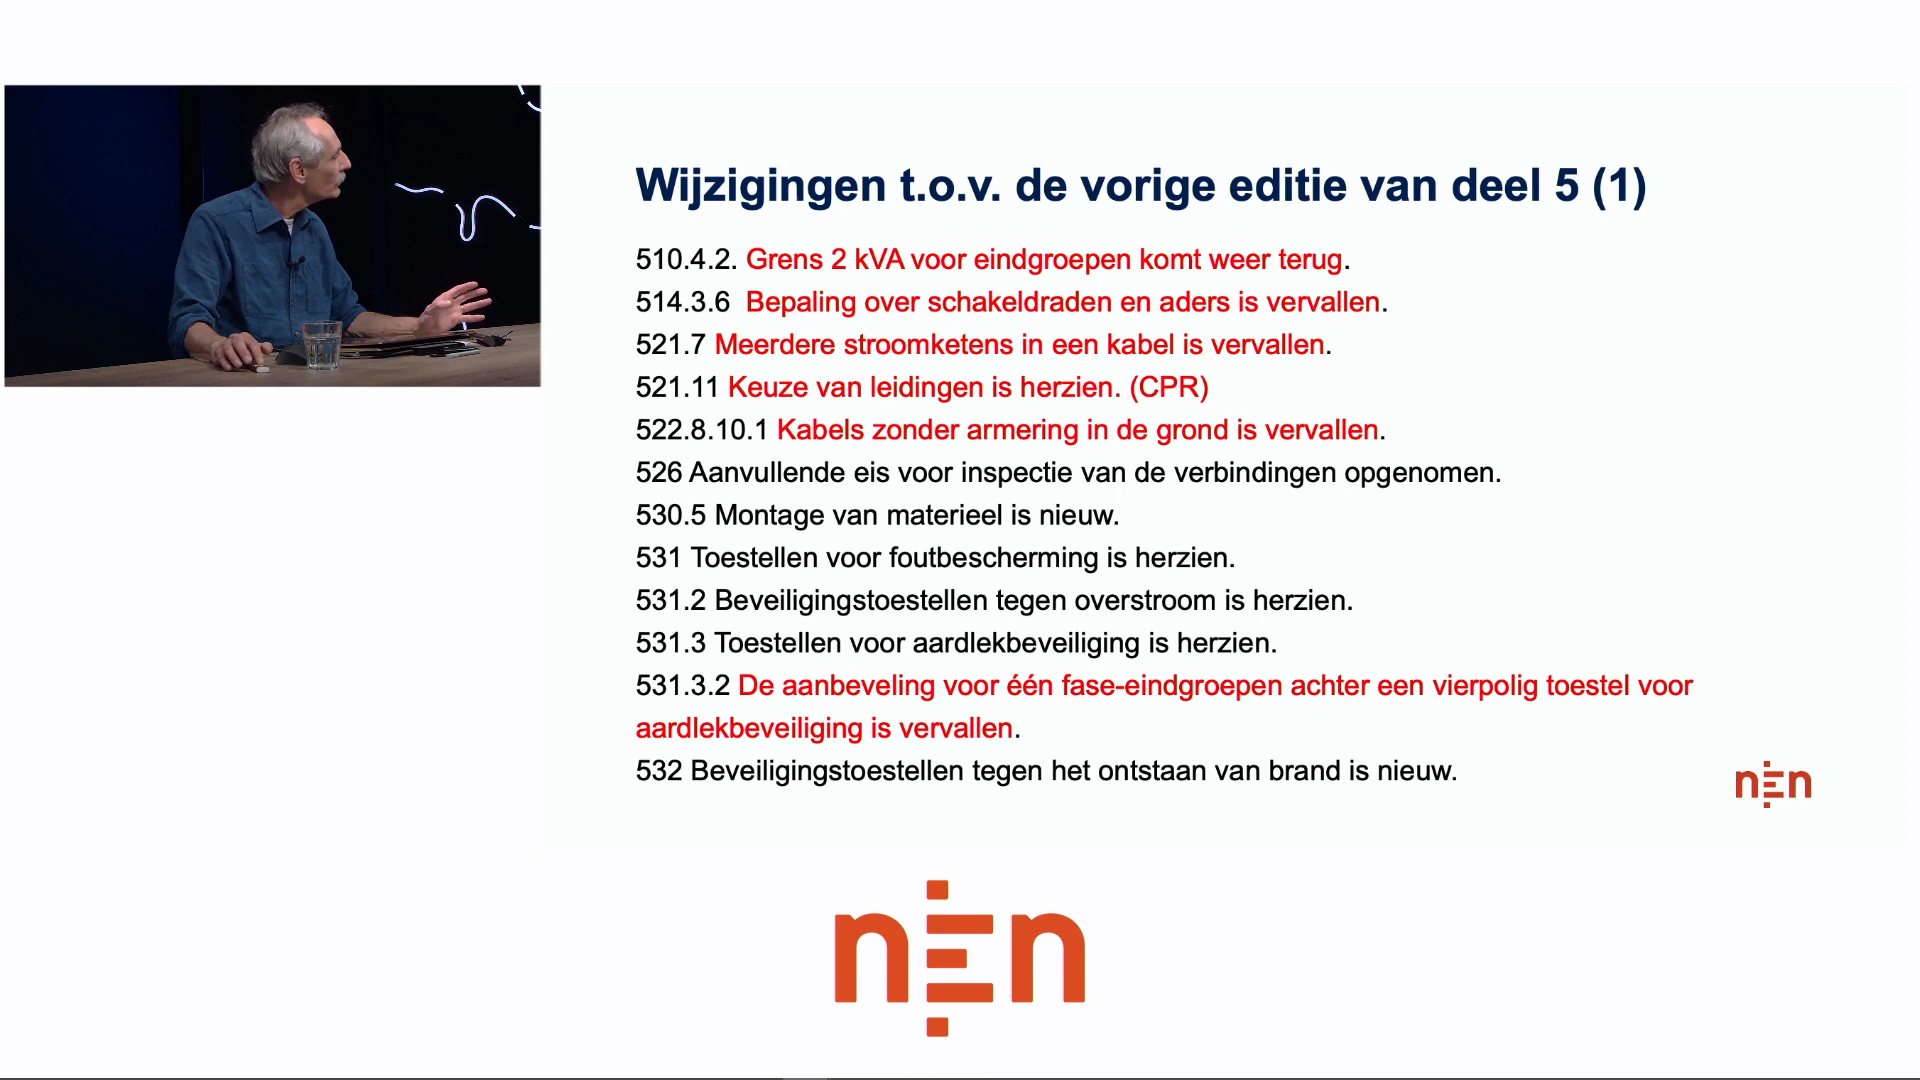 Wijzigingen t.o.v. de vorige editie van deel 5 (1)
510.4.2. Grens 2 kVA voor eindgroepen komt weer terug.
514.3.6 Bepaling over schakeldraden en aders is vervallen.
521.7 Meerdere stroomketens in een kabel is vervallen.
521.11 Keuze van leidingen is herzien. (CPR)
522.8.10.1 Kabels zonder armering in de grond is vervallen.
526 Aanvullende eis voor inspectie van de verbindingen opgenomen.
530.5 Montage van materieel is nieuw.
531 Toestellen voor foutbescherming is herzien.
531.2 Beveiligingstoestellen tegen overstroom is herzien.
531.3 Toestellen voor aardlekbeveiliging is herzien.
531.3.2 De aanbeveling voor één fase-eindgroepen achter een vierpolig toestel voor
aardlekbeveiliging is vervallen.
532 Beveiligingstoestellen tegen het ontstaan van brand is nieuw.
nen
nen